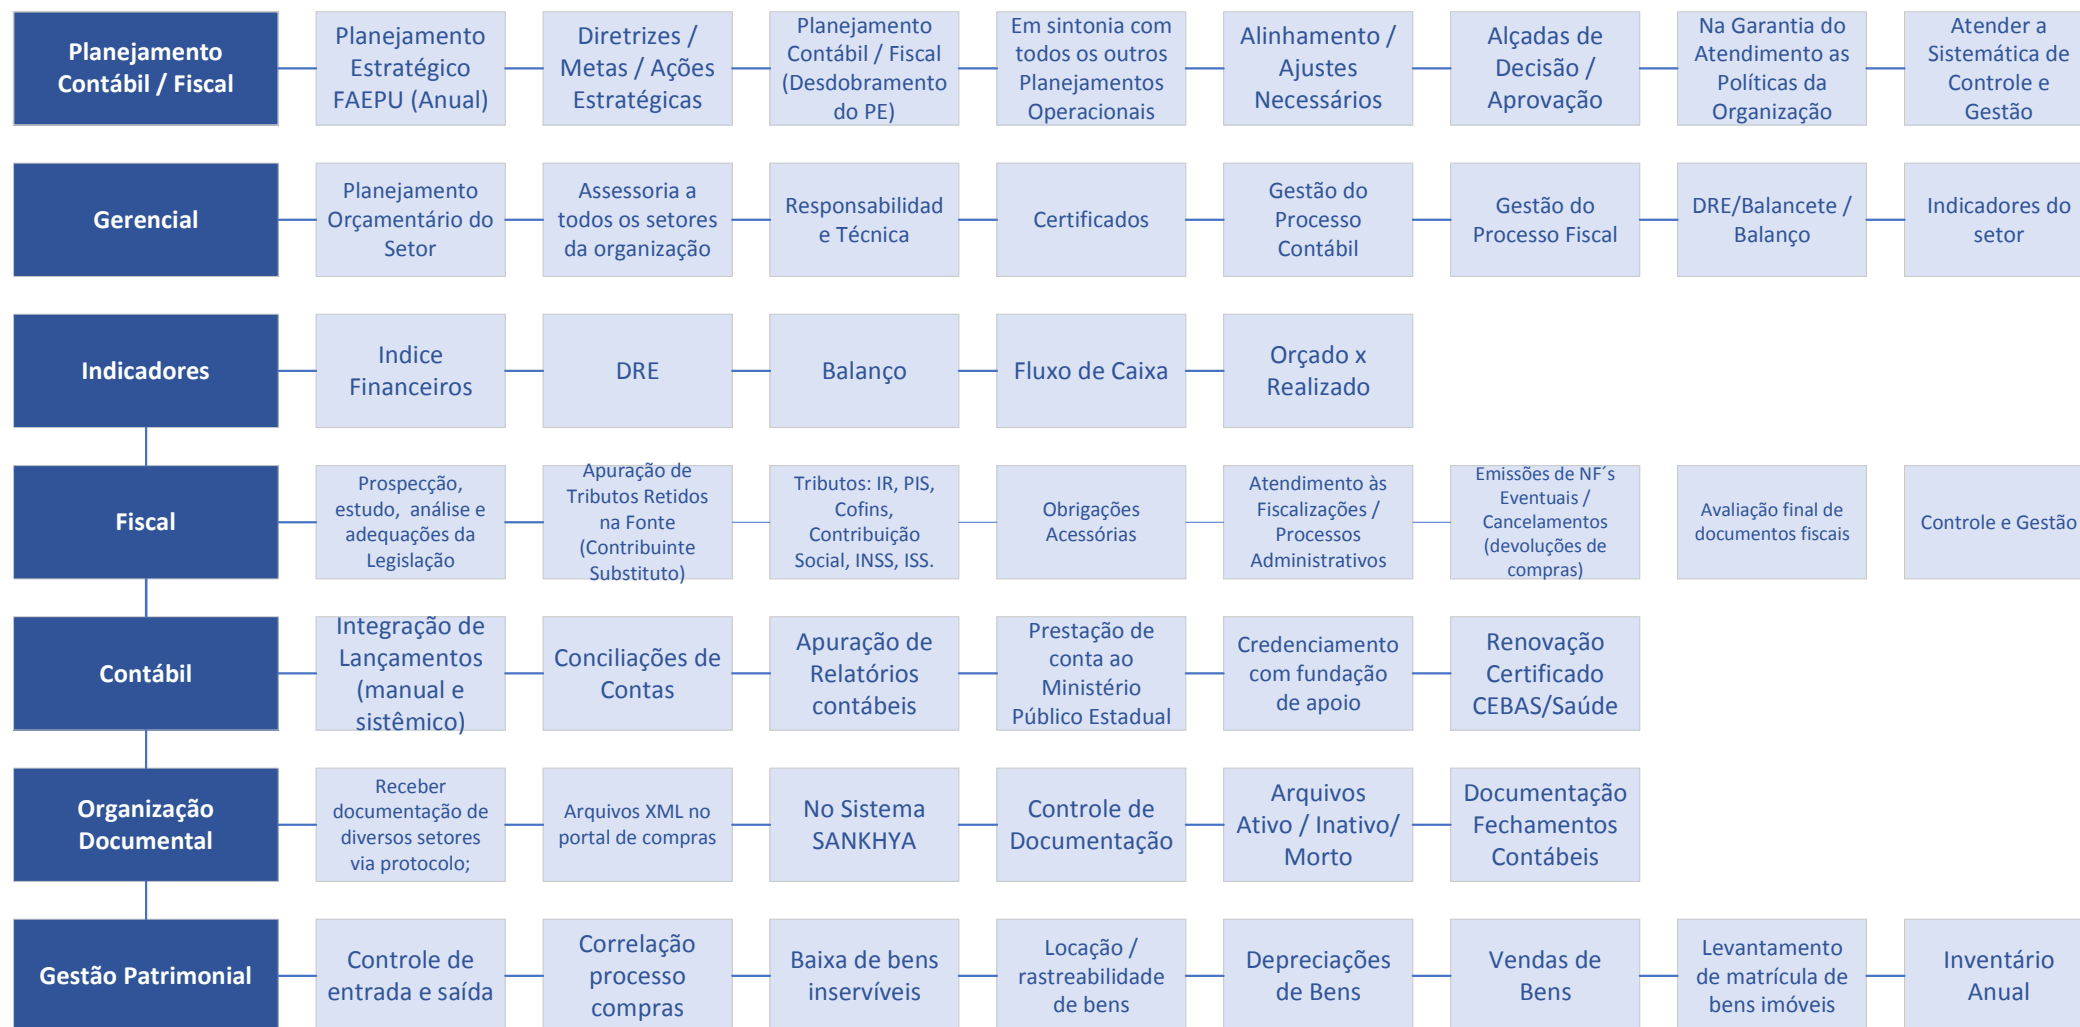 Planejamento
Contábil / Fiscal
Planejamento
Estratégico
FAEPU (Anual)
Diretrizes /
Metas / Ações
Estratégicas
Planejamento
Contábil / Fiscal
(Desdobramento
do PE)
Em sintonia com
todos os outros
Planejamentos
Operacionais
Alinhamento /
Ajustes
Necessários
Alçadas de
Decisão /
Aprovação
Na Garantia do
Atendimento as
Políticas da
Organização
Atender a
Sistemática de
Controle e
Gestão
Gerencial
Planejamento
Orçamentário do
Setor
Assessoria a
todos os setores
da organização
Responsabilidad
e Técnica
Certificados
Gestão do
Processo
Contábil
Gestão do
Processo Fiscal
DRE/Balancete /
Balanço
Indicadores do
setor
Indicadores
Indice
Financeiros
DRE
Balanço
Fluxo de Caixa
Orçado x
Realizado
Fiscal
Prospecção,
estudo, análise e
adequações da
Legislação
Apuração de
Tributos Retidos
na Fonte
(Contribuinte
Substituto)
Tributos: IR, PIS,
Cofins,
Contribuição
Social, INSS, ISS.
Obrigações
Acessórias
Atendimento às
Fiscalizações /
Processos
Administrativos
Emissões de NF´s
Eventuais /
Cancelamentos
(devoluções de
compras)
Avaliação final de
documentos fiscais
Controle e Gestão
Contábil
Integração de
Lançamentos
(manual e
sistêmico)
Conciliações de
Contas
Apuração de
Relatórios
contábeis
Prestação de
conta ao
Ministério
Público Estadual
Credenciamento
com fundação
de apoio
Renovação
Certificado
CEBAS/Saúde
Organização
Documental
Receber
documentação de
diversos setores
via protocolo;
Arquivos XML no
portal de compras
No Sistema
SANKHYA
Controle de
Documentação
Arquivos
Ativo / Inativo/
Morto
Documentação
Fechamentos
Contábeis
Gestão Patrimonial
Controle de
entrada e saída
Correlação
processo
compras
Baixa de bens
inservíveis
Locação /
rastreabilidade
de bens
Depreciações
de Bens
Vendas de
Bens
Levantamento
de matrícula de
bens imóveis
Inventário
Anual